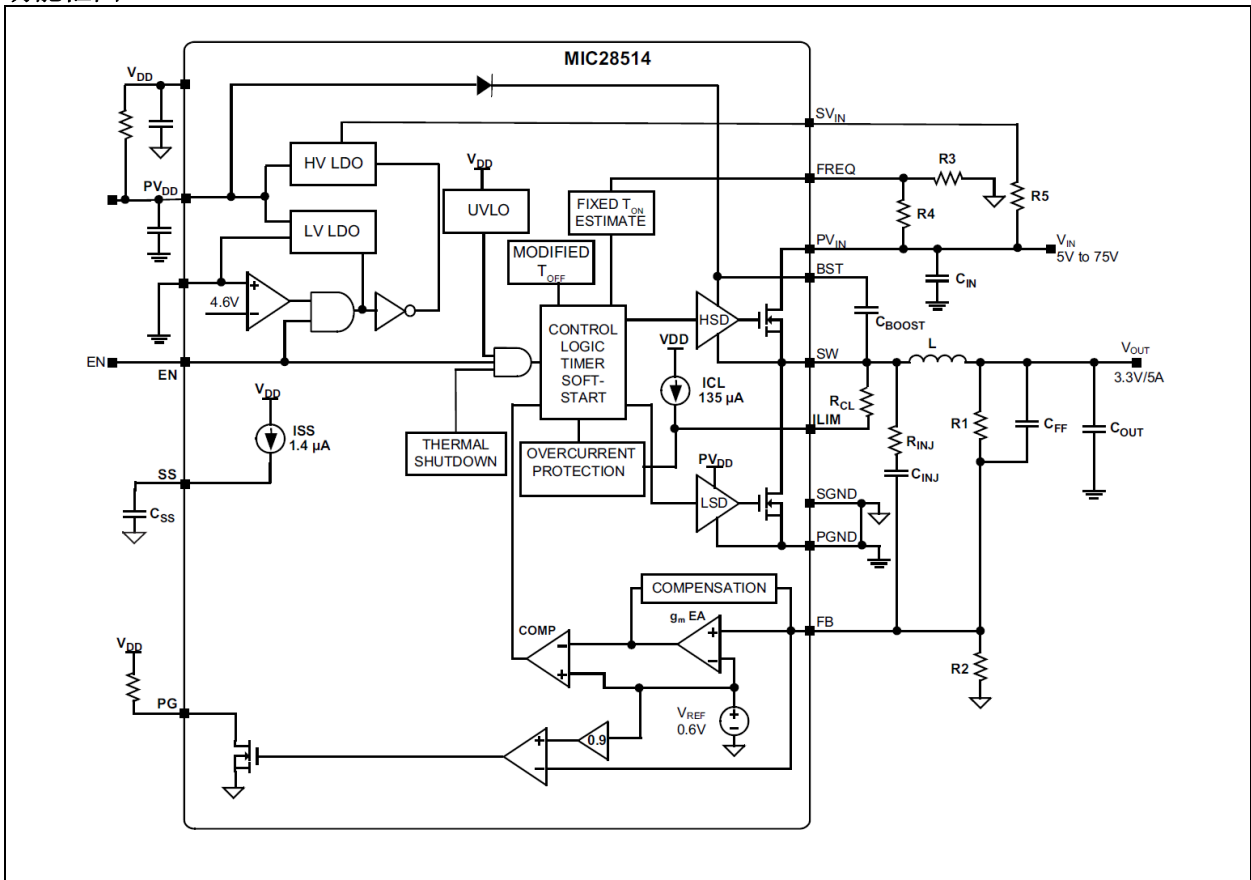 MIC28514
VDD
SVIN
HV LDO
VDD
FREQ
R3
PVDD
UVLO
FIXED TON
ESTIMATE
R4
R5
LV LDO
MODIFIED
TOFF
PVIN
VIN
5V to 75V
BST
CIN
4.6V
+
−
HSD
CBOOST
CONTROL
LOGIC
TIMER
SOFT-
START
VDD
SW
L
VOUT
3.3V/5A
EN
EN
ICL
135 µA
RCL
VDD
ILIM
R1
CFF
COUT
ISS
1.4 µA
THERMAL
SHUTDOWN
OVERCURRENT
PROTECTION
RINJ
PVDD
CINJ
SS
LSD
SGND
CSS
PGND
COMPENSATION
gm EA
FB
COMP
+
−
−
+
R2
VDD
VREF
0.6V
+
−
PG
0.9
+
−